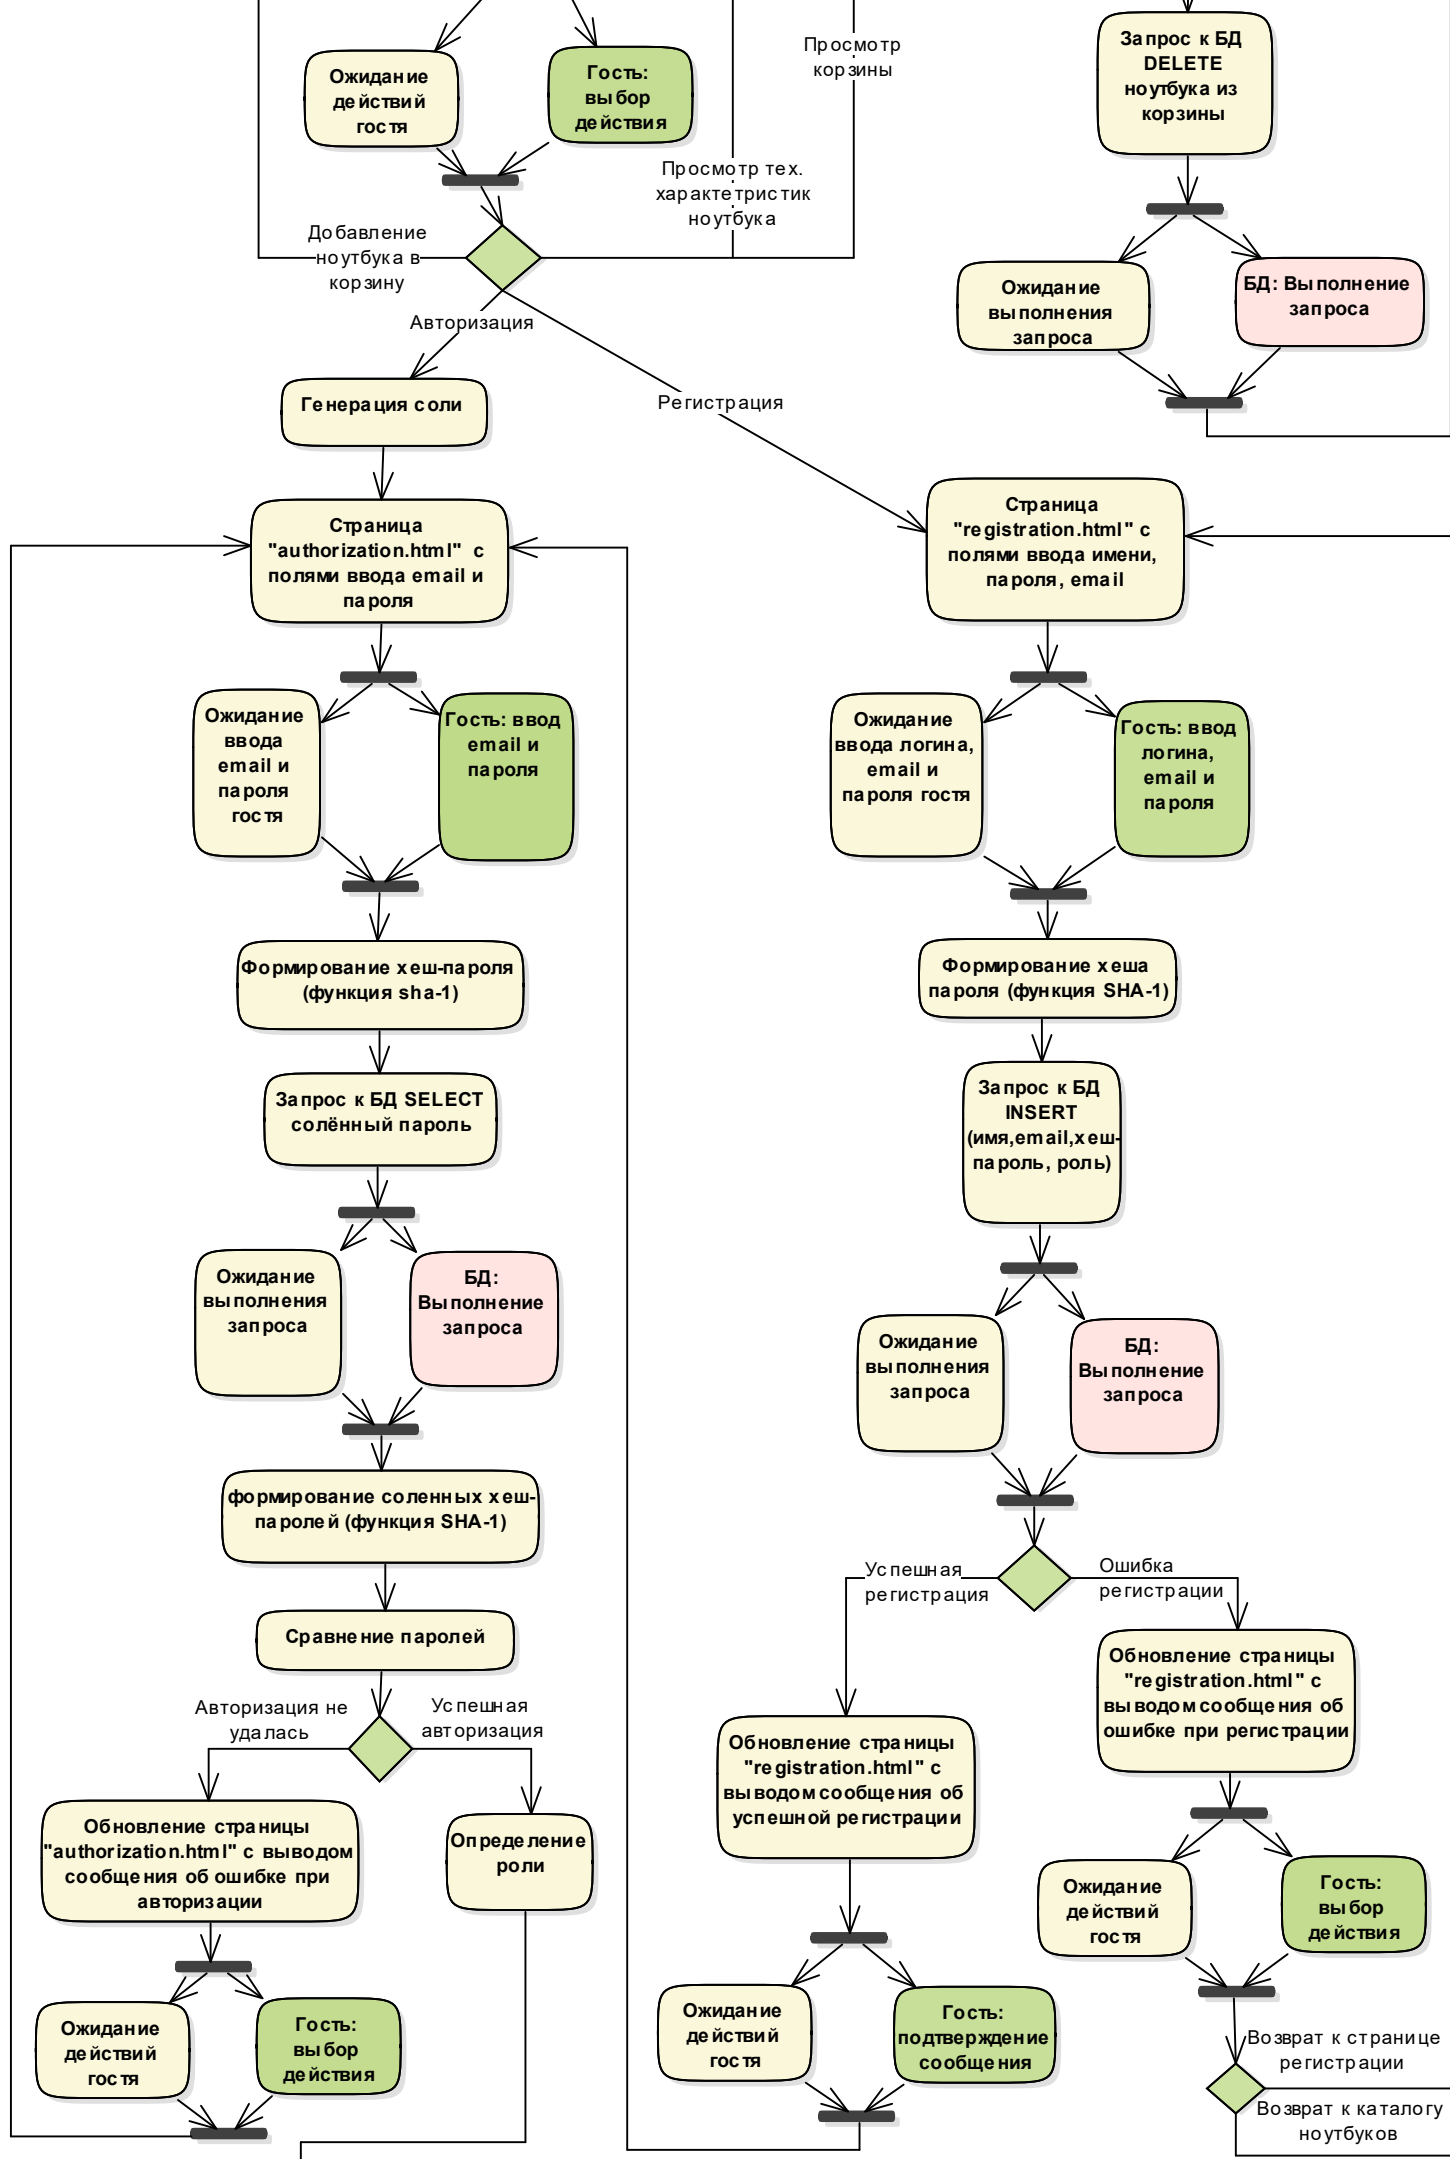 Просмотр
корзины
Запрос к БД
DELETE
ноутбука из
корзины
Ожидание
действий
гостя
Гость:
выбор
действия
Просмотр тех.
характетристик
ноутбука
Добавление
ноутбука в
корзину
Ожидание
выполнения
запроса
БД: Выполнение
запроса
Авторизация
Регистрация
Генерация соли
Страница
"authorization.html" с
полями ввода email и
пароля
Страница
"registration.html" с
полями ввода имени,
пароля, email
Ожидание
ввода
email и
пароля
гостя
Гость: ввод
email и
пароля
Ожидание
ввода логина,
email и
пароля гостя
Гость: ввод
логина,
email и
пароля
Формирование хеш-пароля
(функция sha-1)
Формирование хеша
пароля (функция SHA-1)
Запрос к БД SELECT
солённый пароль
Запрос к БД
INSERT
(имя,email,хеш-
пароль, роль)
Ожидание
выполнения
запроса
БД:
Выполнение
запроса
Ожидание
выполнения
запроса
БД:
Выполнение
запроса
формирование соленных хеш-
паролей (функция SHA-1)
Сравнение паролей
Успешная
регистрация
Ошибка
регистрации
Авторизация не
удалась
Успешная
авторизация
Обновление страницы
"registration.html" с
выводом сообщения об
ошибке при регистрации
Обновление страницы
"registration.html" с
выводом сообщения об
успешной регистрации
Обновление страницы
"authorization.html" с выводом
сообщения об ошибке при
авторизации
Определение
роли
Ожидание
действий
гостя
Гость:
выбор
действия
Ожидание
действий
гостя
Гость:
выбор
действия
Ожидание
действий
гостя
Гость:
подтверждение
сообщения
Возврат к странице
регистрации
Возврат к каталогу
ноутбуков